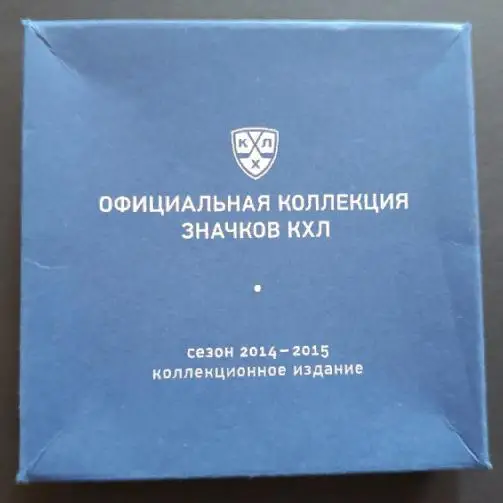 КХЛ
ОФИЦИАЛЬНАЯ КОЛЛЕКЦИЯ
ЗНАЧКОВ КХЛ
сезон 2014–2015
коллекционное издание